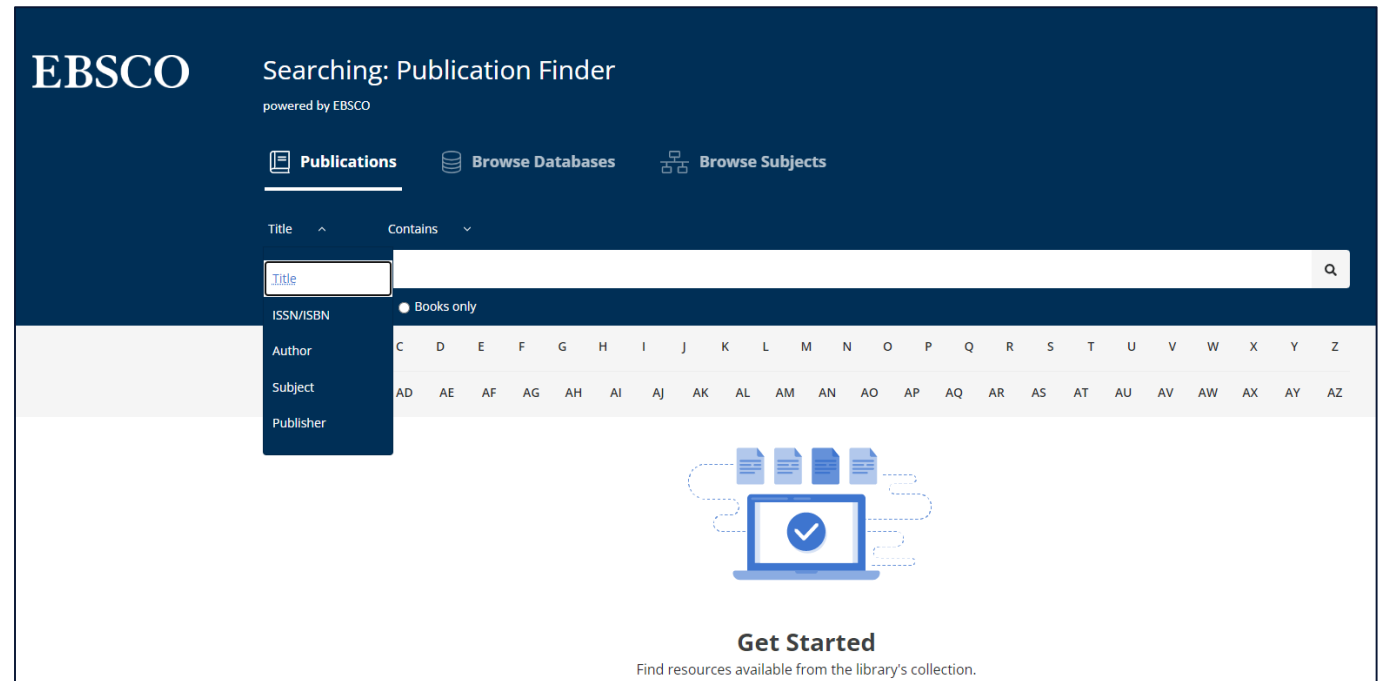 EBSCO
Searching: Publication Finder
powered by EBSCO
Publications Browse Databases Browse Subjects
Title Contains
Title
ISSN/ISBN
Author
Subject
Publisher
Books only
C D E F G H I J K L M N O P Q R S T U V W X Y Z
AD AE AF AG AH AI AJ AK AL AM AN AO AP AQ AR AS AT AU AV AW AX AY AZ
Get Started
Find resources available from the library's collection.